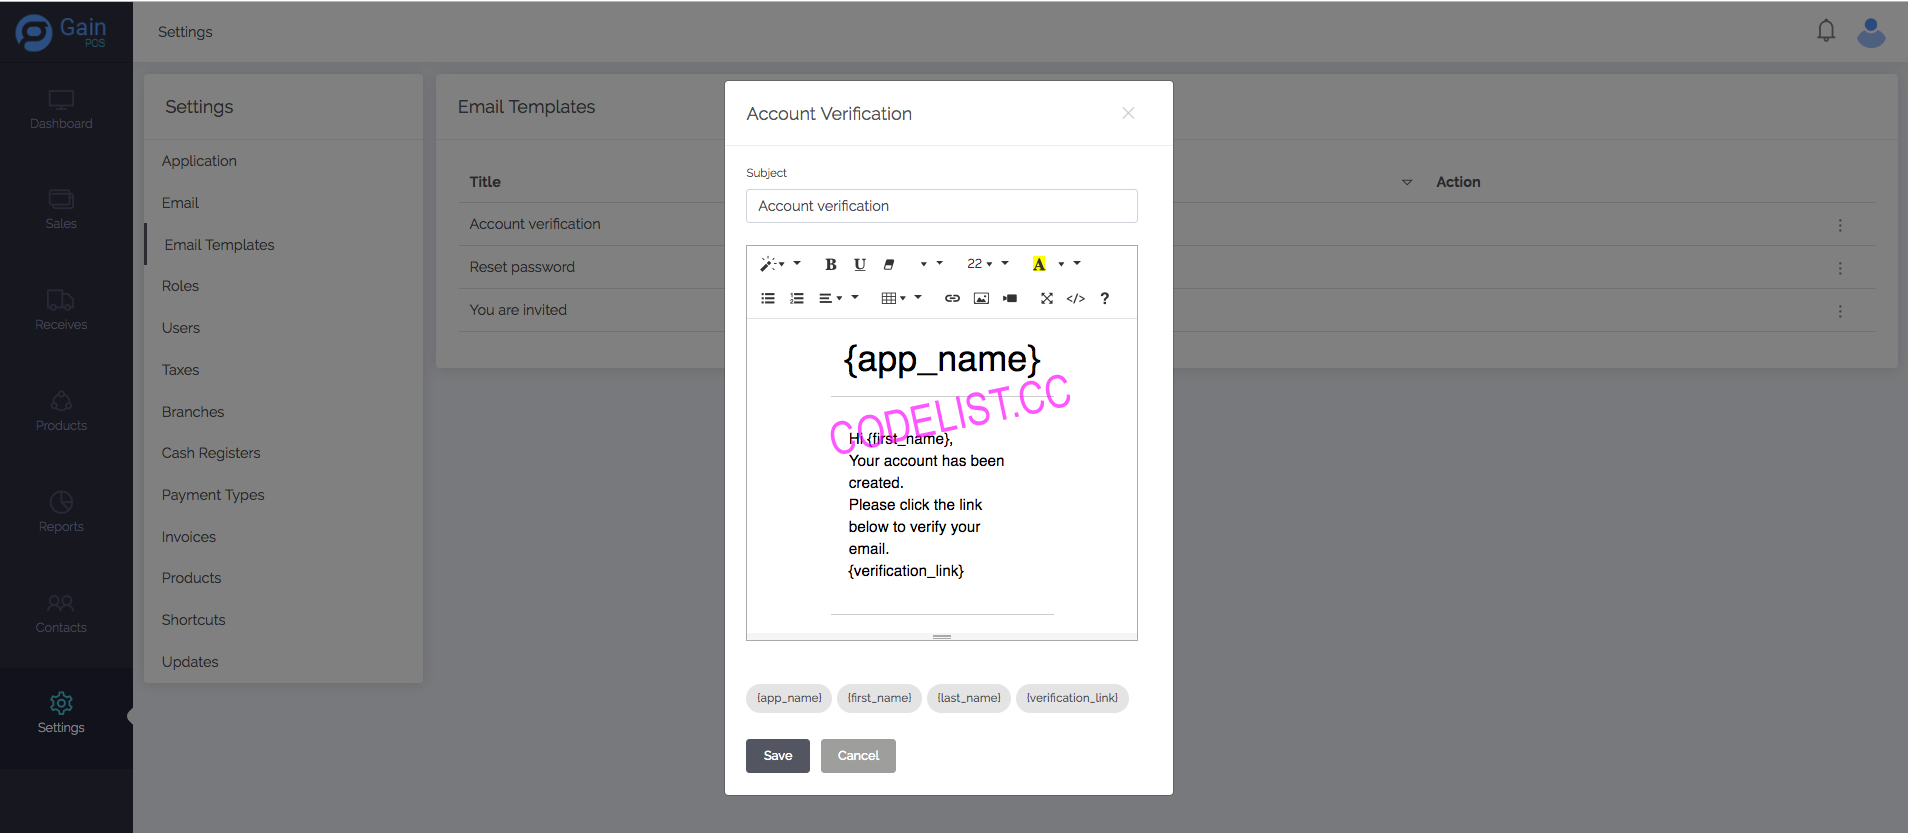 Gain
POS
Settings
Dashboard
Sales
Receives
Products
Reports
Contacts
Settings
Settings
Application
Email
Email Templates
Roles
Users
Taxes
Branches
Cash Registers
Payment Types
Invoices
Products
Shortcuts
Updates
Email Templates
Title
Action
Account verification
Reset password
You are invited
Account Verification
Subject
Account verification
B U 22 A
</> ?
{app_name}
CODELIST.CC
Hi {first_name},
Your account has been
created.
Please click the link
below to verify your
email.
{verification_link}
{app_name} {first_name} {last_name} {verification_link}
Save Cancel